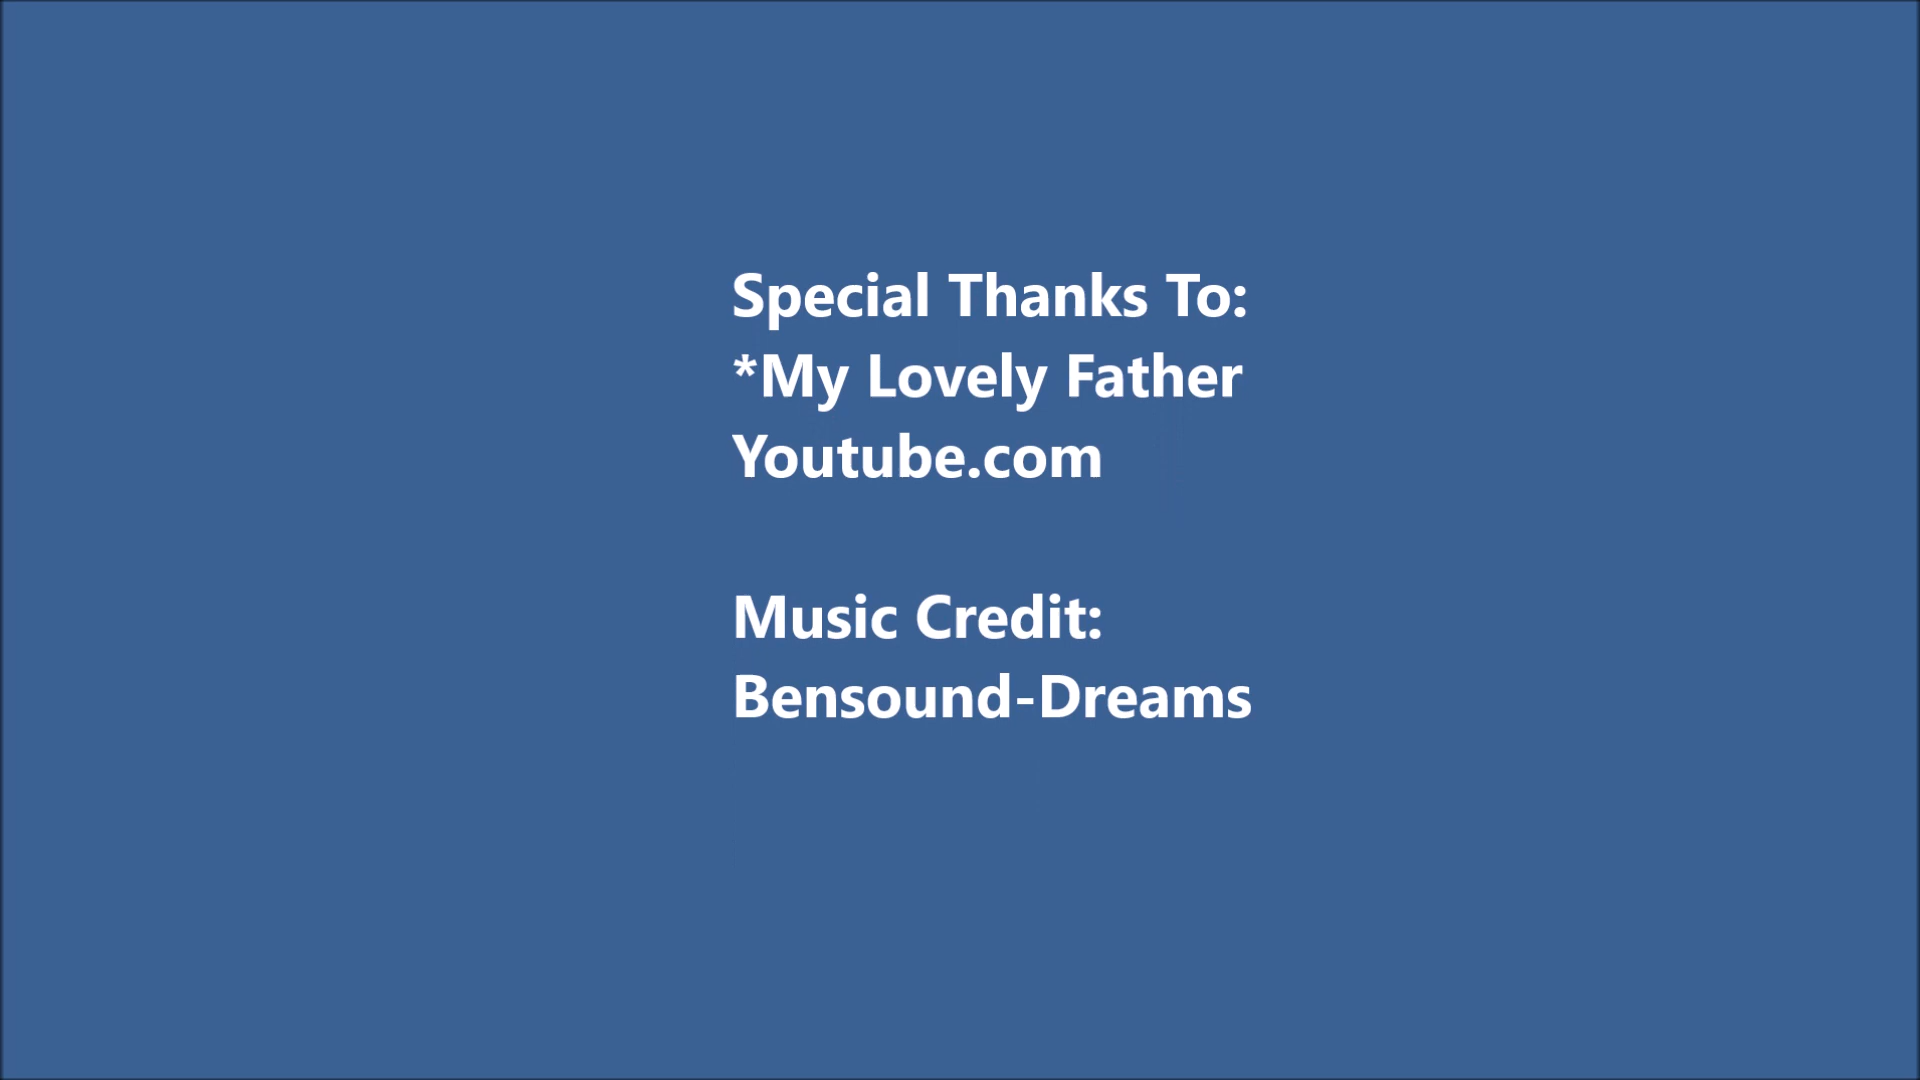 Special Thanks To:
*My Lovely Father
Youtube.com
Music Credit:
Bensound-Dreams